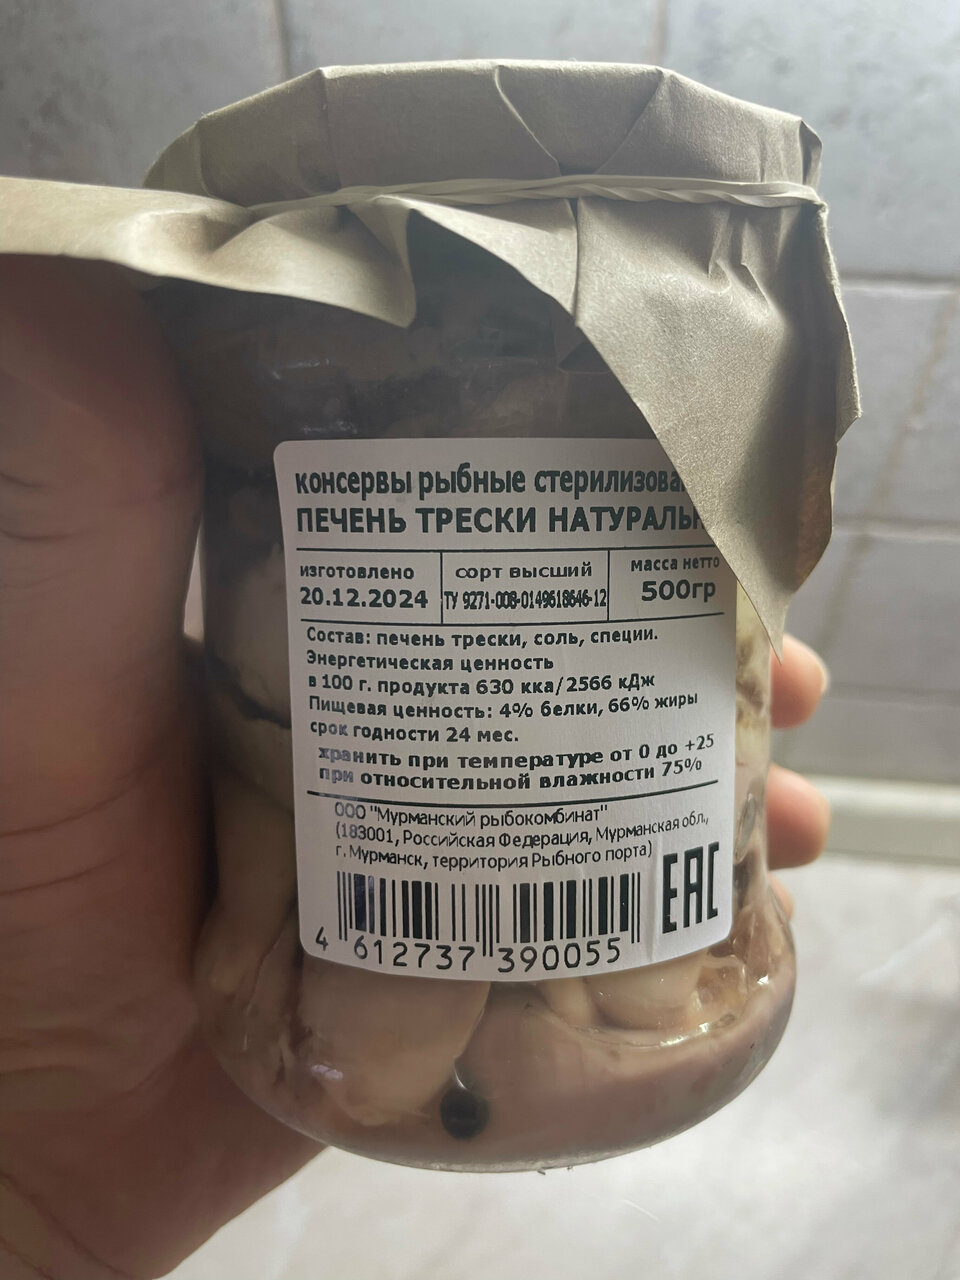 консервы рыбные
ПЕЧЕНЬ ТРЕСКИ
изготовлено
20.12.2024
сорт высший
ТУ 9271-008-0149618646-12
масса нетто
500гр
Состав: печень трески, соль, специи.
Энергетическая ценность
в 100 г. продукта 630 кка/2566 кДж
Пищевая ценность: 4% белки, 66% жиры
срок годности 24 мес.
хранить при температуре от 0 до +25
при относительной влажности 75%
ООО "Мурманский рыбокомбинат"
(183001, Российская Федерация, Мурманская обл.,
г. Мурманск, территория Рыбного порта)
EAC
4 612737 390055